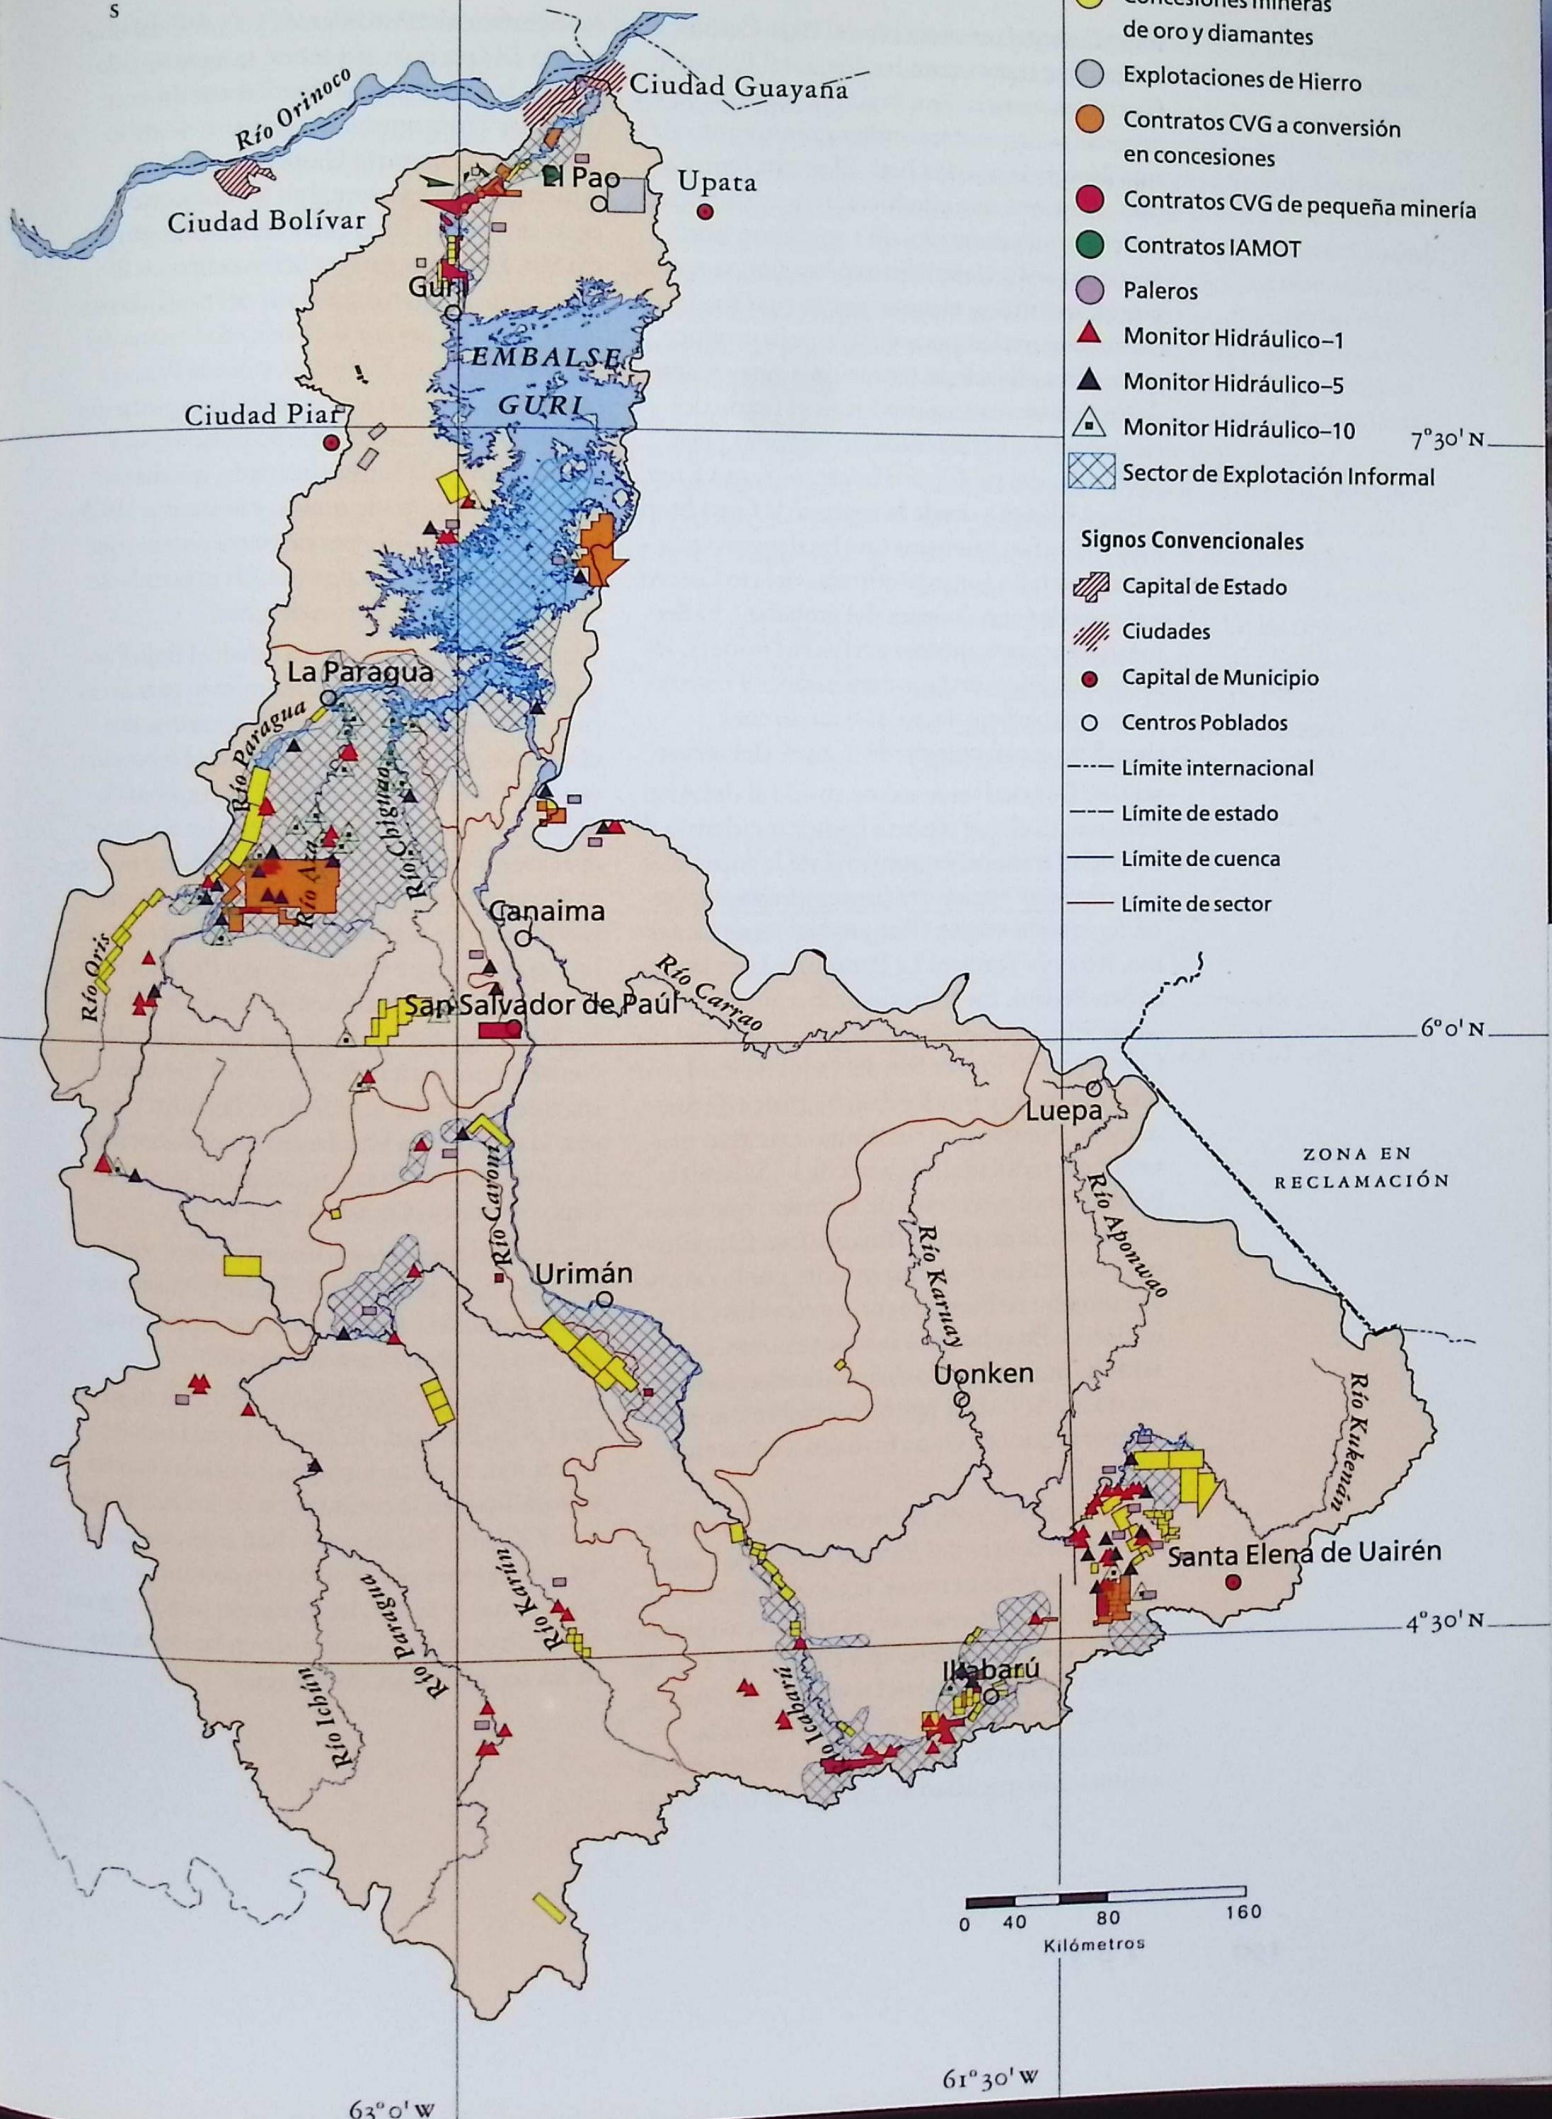 S
Concesiones mineras
de oro y diamantes
Explotaciones de Hierro
Contratos CVG a conversión
en concesiones
Contratos CVG de pequeña minería
Contratos IAMOT
Paleros
Monitor Hidráulico–1
Monitor Hidráulico–5
Monitor Hidráulico–10
Sector de Explotación Informal
Signos Convencionales
Capital de Estado
Ciudades
Capital de Municipio
Centros Poblados
Límite internacional
Límite de estado
Límite de cuenca
Límite de sector
Río Orinoco
Ciudad Guayana
Ciudad Bolívar
El Pao
Upata
Guri
EMBALSE
GURI
Ciudad Piar
7°30' N
La Paragua
Río Paragua
Río Chiguao
Río Aza
Río Oris
Canaima
Río Carrao
San Salvador de Paúl
6°0' N
Luepa
ZONA EN
RECLAMACIÓN
Río Caroní
Río Aponwao
Río Karuay
Urimán
Uonken
Río Kukenán
Santa Elena de Uairén
Río Karún
Río Paragua
Río Ichún
4°30' N
Ikabarú
Río Icabarú
0 40 80 160
Kilómetros
61°30' W
63°0' W